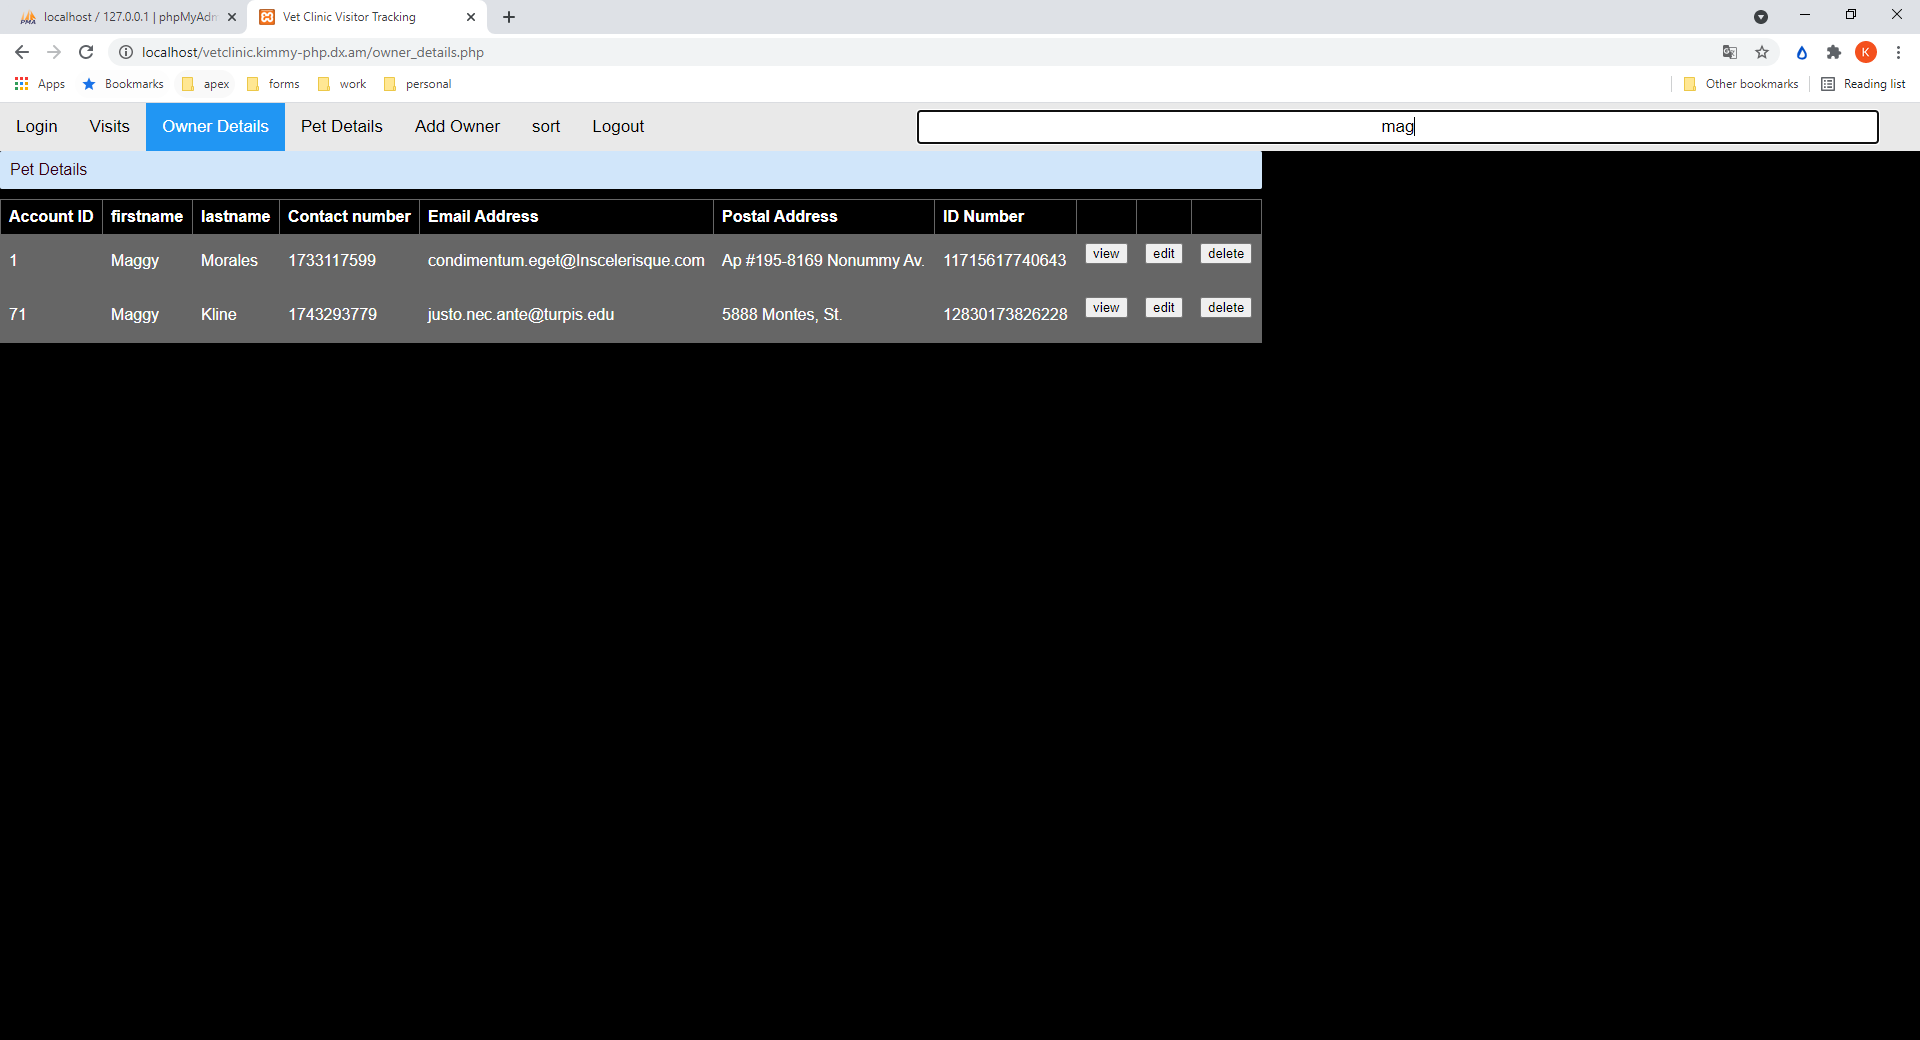 localhost / 127.0.0.1 | phpMyAdm
Vet Clinic Visitor Tracking
localhost/vetclinic.kimmy-php.dx.am/owner_details.php
K
Apps Bookmarks apex forms work personal Other bookmarks Reading list
Login Visits Owner Details Pet Details Add Owner sort Logout mag
Pet Details
Account ID firstname lastname Contact number Email Address Postal Address ID Number
1 Maggy Morales 1733117599 condimentum.eget@Inscelerisque.com Ap #195-8169 Nonummy Av. 11715617740643 view edit delete
71 Maggy Kline 1743293779 justo.nec.ante@turpis.edu 5888 Montes, St. 12830173826228 view edit delete